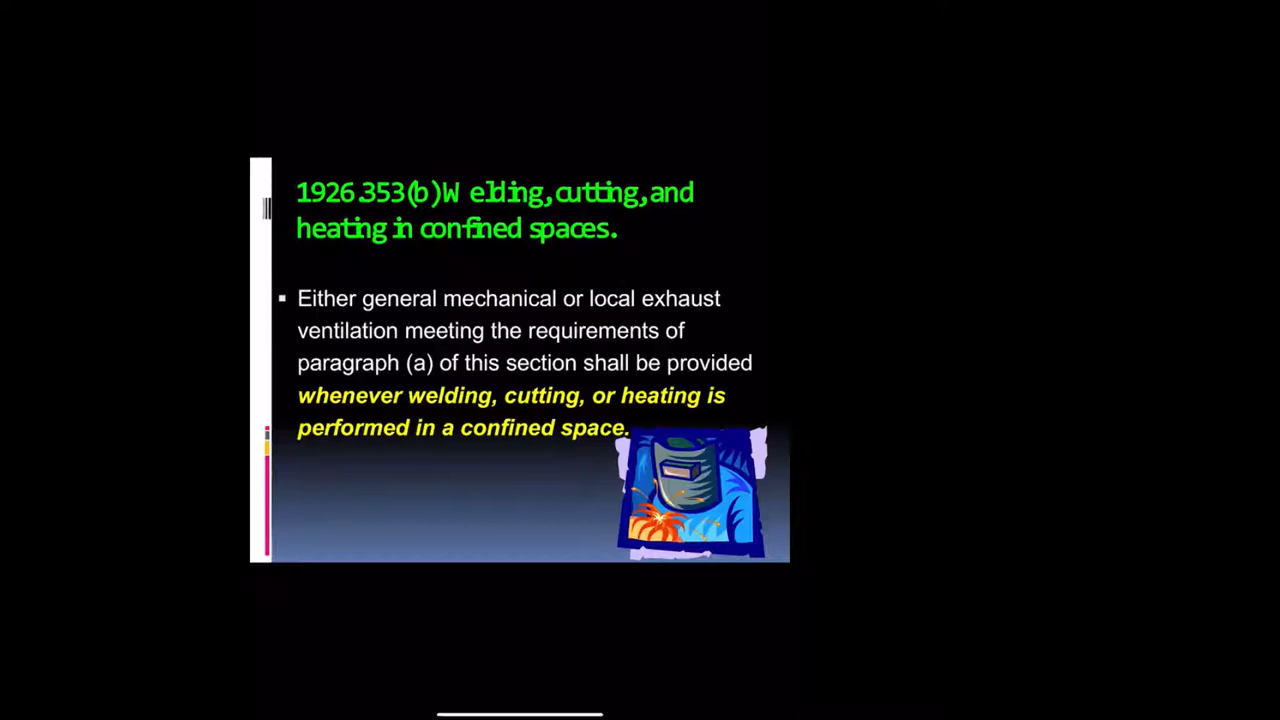 1926.353(b) Welding, cutting, and
heating in confined spaces.
Either general mechanical or local exhaust
ventilation meeting the requirements of
paragraph (a) of this section shall be provided
whenever welding, cutting, or heating is
performed in a confined space.